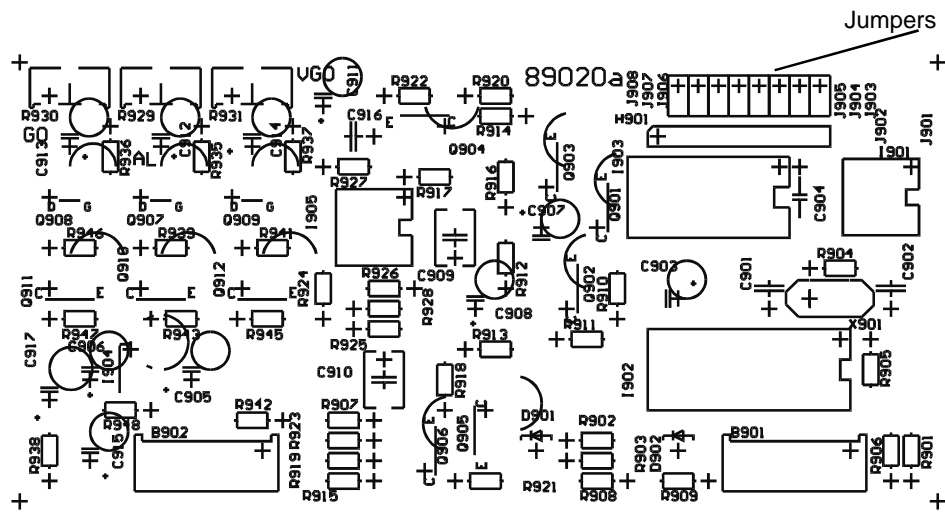 Jumpers
VGO C911 R922 R920 89020a J908 J907 J906 J905 J904 J903 J902 J901
R930 R929 R931 C916 E C R914 H901
GO C913 R936 AL C912 R935 C914 R937 Q904 E Q903 I903 I901
R927 R917 R916 C E Q901 C904
D G D G D G I905 C907
Q908 Q907 Q909 C
R946 R939 R941 E
Q911 Q910 Q912 R924 R926 C909 R912 Q902 R910 C903 C901 R904 C902
C E C E C E R928 C908 C
R947 R943 R945 R925 R913 R911 X901
C917 C906 I904 C910 R918 I902 R905
C905
R948 R942 R923 R907 E C D901 R902
R938 C915 B902 R919 Q906 Q905 R903 D902 B901 R906 R901
R915 C E R921 R908 R909